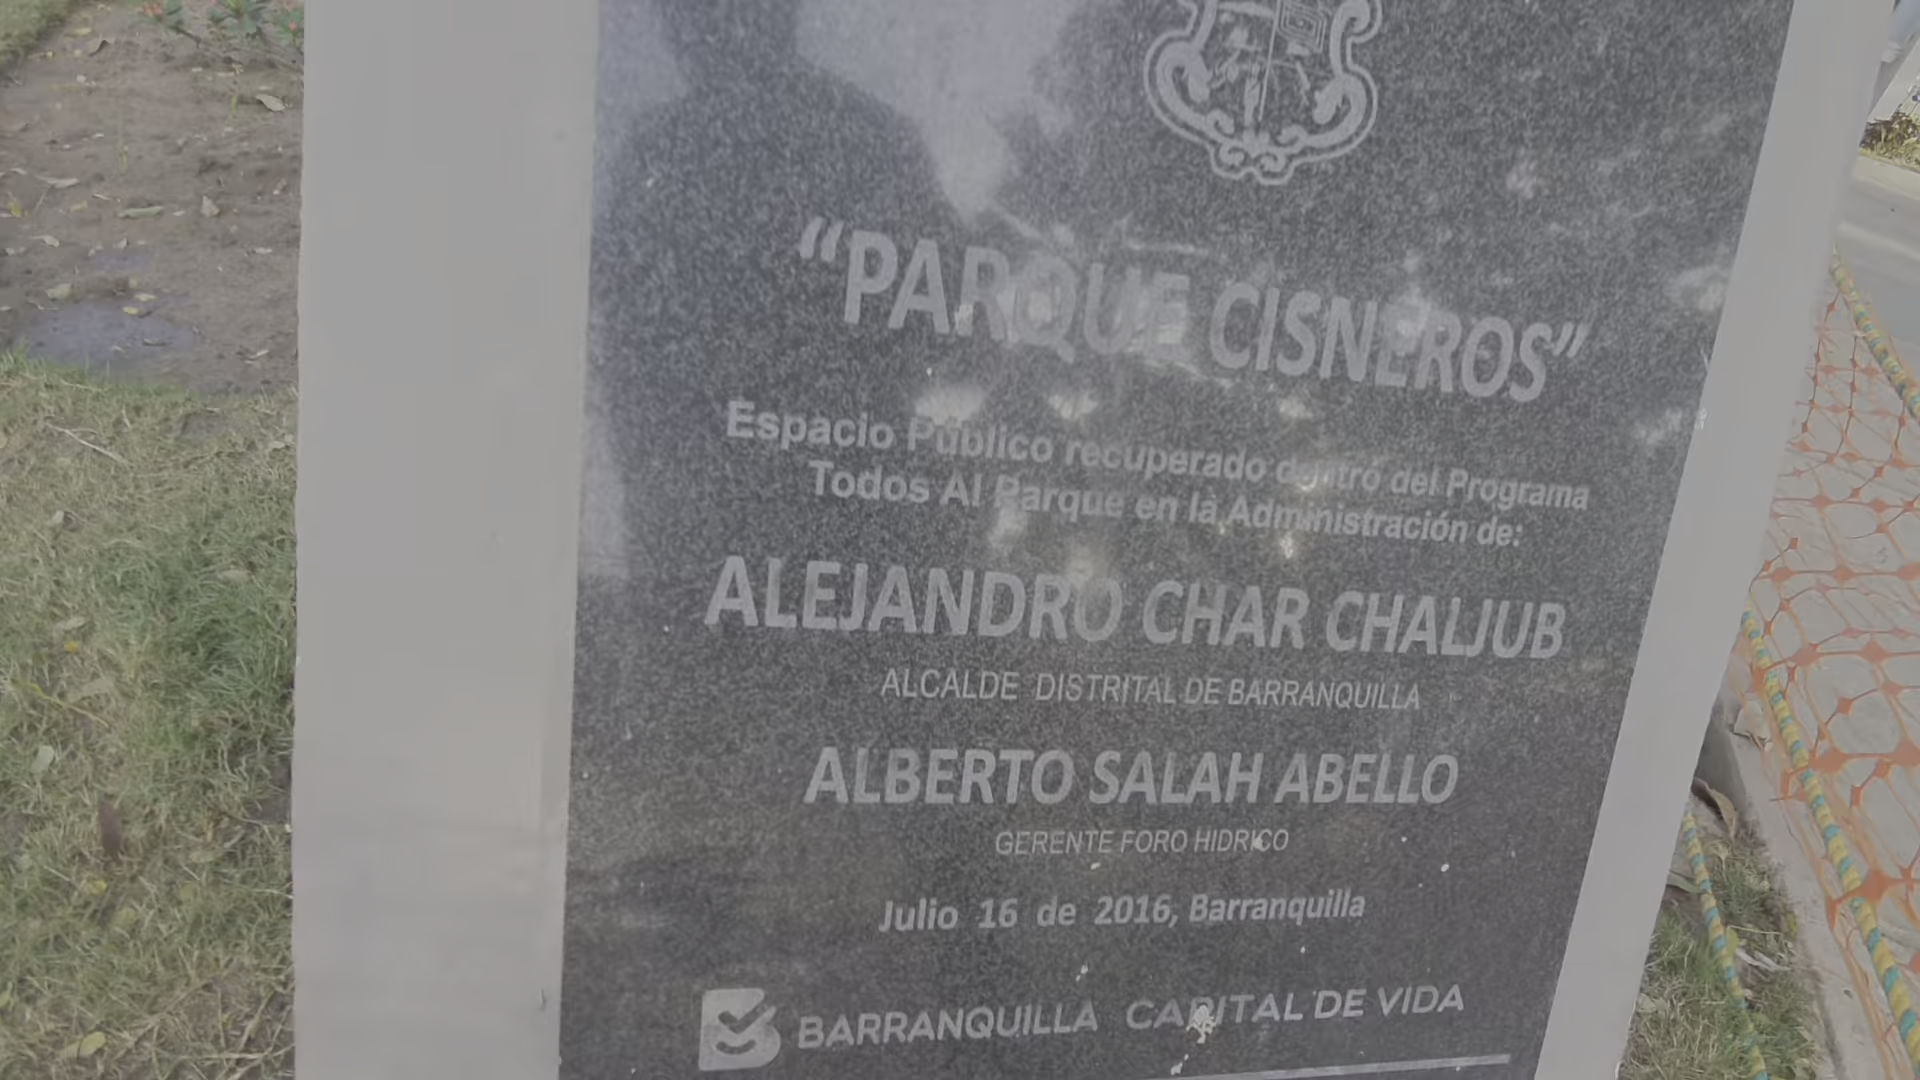 “PARQUE CISNEROS”
Espacio Público recuperado dentro del Programa
Todos Al Parque en la Administración de:
ALEJANDRO CHAR CHALJUB
ALCALDE DISTRITAL DE BARRANQUILLA
ALBERTO SALAH ABELLO
GERENTE FORO HIDRICO
Julio 16 de 2016, Barranquilla
BARRANQUILLA CAPITAL DE VIDA